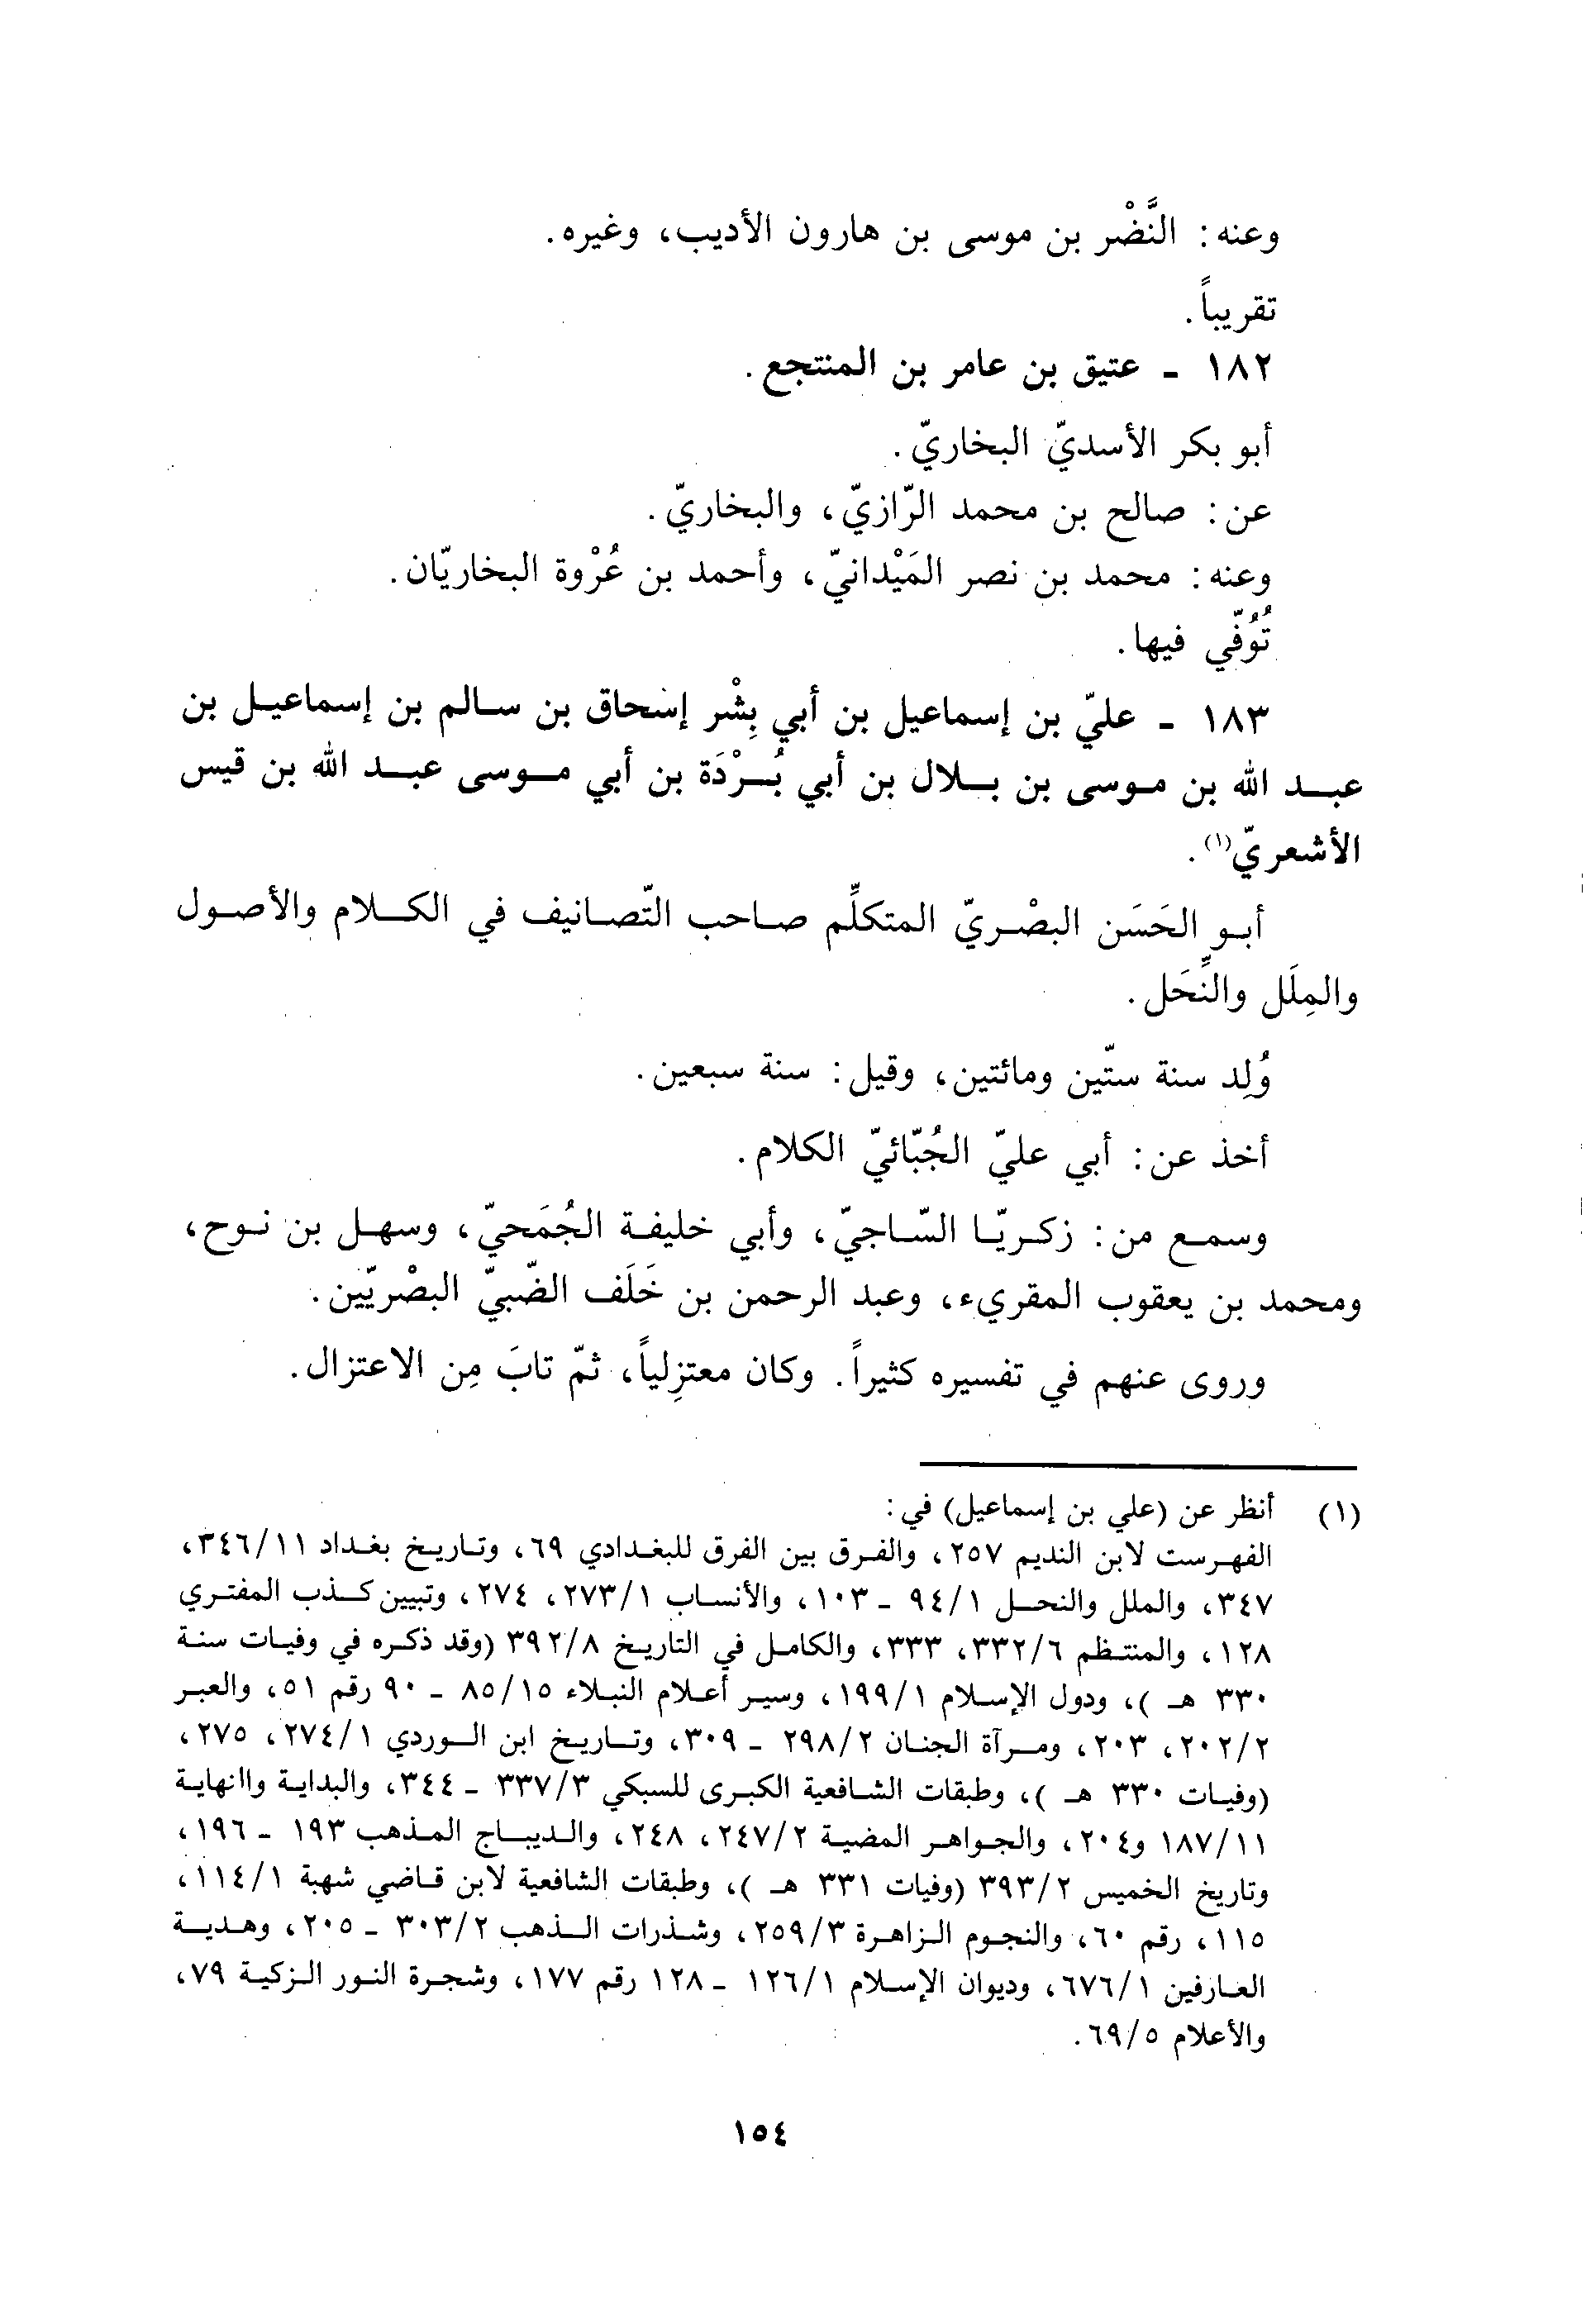 وعنه: النَّضْر بن موسى بن هارون الأديب، وغيره.
تقريباً.
١٨٢ - عتيق بن عامر بن المنتجع.
أبو بكر الأسديّ البخاريّ.
عن: صالح بن محمد الرّازيّ، والبخاريّ.
وعنه: محمد بن نصر المَيْدانيّ، وأحمد بن عُرْوة البخاريّان.
تُوُفّي فيها.
١٨٣ - عليّ بن إسماعيل بن أبي بِشْر إسْحاق بن سالم بن إسماعيل بن
عبد الله بن موسى بن بلال بن أبي بُرْدَة بن أبي موسى عبد الله بن قيس
الأشعريّ(١).
أبو الحَسَن البصْريّ المتكلِّم صاحب التّصانيف في الكلام والأصول
والمِلَل والنِّحَل.
وُلِد سنة ستّين ومائتين، وقيل: سنة سبعين.
أخذ عن: أبي عليّ الجُبّائيّ الكلام.
وسمع من: زكريّا السّاجيّ، وأبي خليفة الجُمَحيّ، وسهل بن نوح،
ومحمد بن يعقوب المقريء، وعبد الرحمن بن خَلَف الضّبيّ البصْريّين.
وروى عنهم في تفسيره كثيراً. وكان معتزِلياً، ثمّ تابَ مِن الاعتزال.
(١) أنظر عن (علي بن إسماعيل) في:
الفهرست لابن النديم ٢٥٧، والفرق بين الفرق للبغدادي ٦٩، وتاريخ بغداد ٣٤٦/١١،
٣٤٧، والملل والنحل ٩٤/١ - ١٠٣، والأنساب ٢٧٣/١، ٢٧٤، وتبيين كذب المفتري
١٢٨، والمنتظم ٣٣٢/٦، ٣٣٣، والكامل في التاريخ ٣٩٢/٨ (وقد ذكره في وفيات سنة
٣٣٠ هـ)، ودول الإسلام ١٩٩/١، وسير أعلام النبلاء ٨٥/١٥ - ٩٠ رقم ٥١، والعبر
٢٠٢/٢، ٢٠٣، ومرآة الجنان ٢٩٨/٢ - ٣٠٩، وتاريخ ابن الوردي ٢٧٤/١، ٢٧٥،
(وفيات ٣٣٠ هـ)، وطبقات الشافعية الكبرى للسبكي ٣٣٧/٣ - ٣٤٤، والبداية واانهاية
١٨٧/١١ و٢٠٤، والجواهر المضية ٢٤٧/٢، ٢٤٨، والديباج المذهب ١٩٣ - ١٩٦،
وتاريخ الخميس ٣٩٣/٢ (وفيات ٣٣١ هـ)، وطبقات الشافعية لابن قاضي شهبة ١١٤/١،
١١٥، رقم ٦٠، والنجوم الزاهرة ٢٥٩/٣، وشذرات الذهب ٣٠٣/٢ - ٢٠٥، وهدية
العارفين ٦٧٦/١، وديوان الإسلام ١٢٦/١ - ١٢٨ رقم ١٧٧، وشجرة النور الزكية ٧٩،
والأعلام ٦٩/٥.
١٥٤